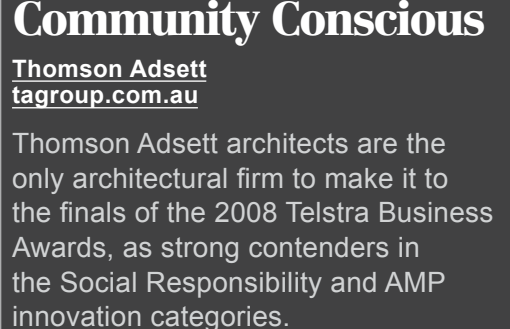 Community Conscious
Thomson Adsett
tagroup.com.au
Thomson Adsett architects are the
only architectural firm to make it to
the finals of the 2008 Telstra Business
Awards, as strong contenders in
the Social Responsibility and AMP
innovation categories.